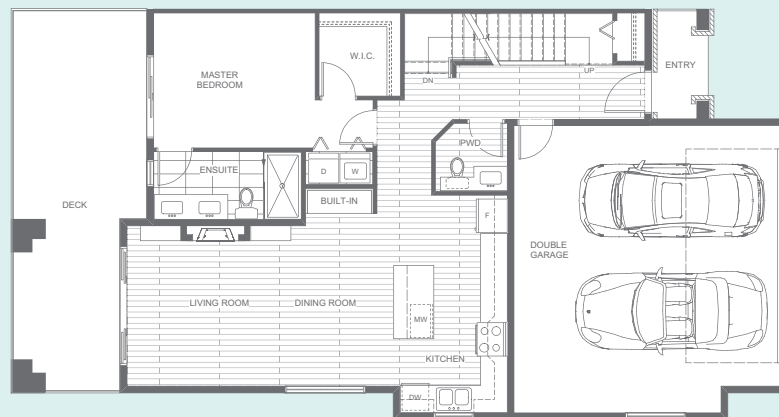 W.I.C.
MASTER
BEDROOM
ENTRY
UP
DN
PWD
ENSUITE
D
W
BUILT-IN
DECK
F
DOUBLE
GARAGE
LIVING ROOM
DINING ROOM
MW
KITCHEN
DW